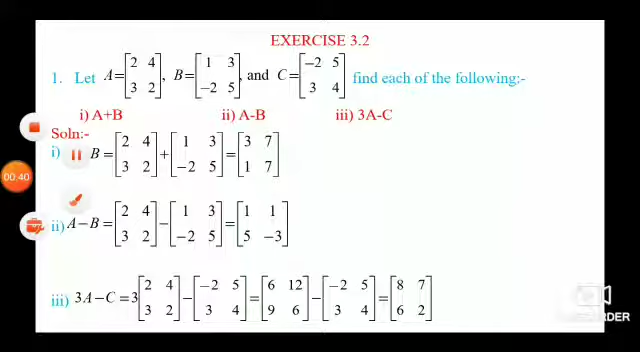 EXERCISE 3.2
1. Let A=[2 4; 3 2], B=[1 3; −2 5], and C=[−2 5; 3 4] find each of the following:-
i) A+B ii) A-B iii) 3A-C
Soln:-
i) B=[2 4; 3 2]+[1 3; −2 5]=[3 7; 1 7]
00:40
ii) A−B=[2 4; 3 2]−[1 3; −2 5]=[1 1; 5 −3]
iii) 3A−C=3[2 4; 3 2]−[−2 5; 3 4]=[6 12; 9 6]−[−2 5; 3 4]=[8 7; 6 2]